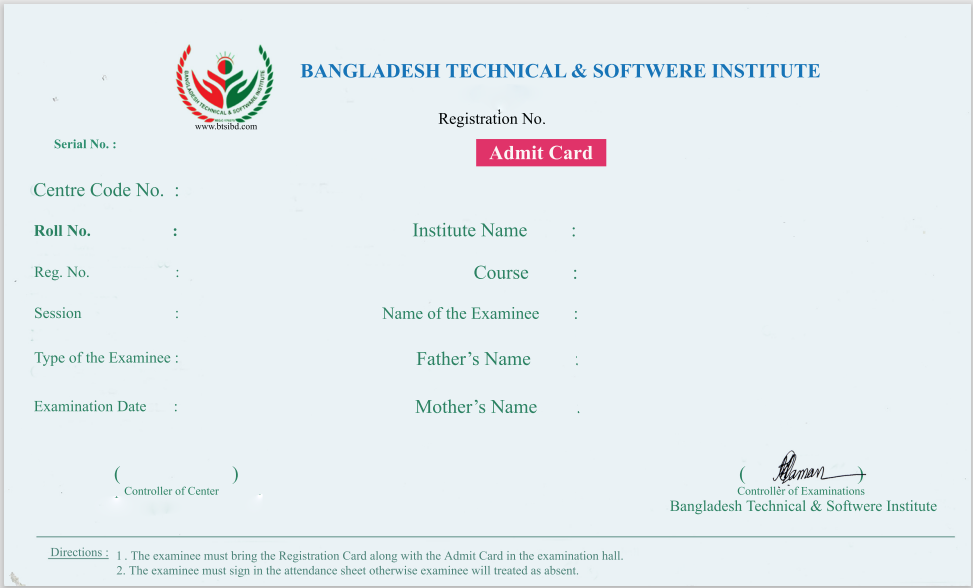 BANGLADESH TECHNICAL & SOFTWERE INSTITUTE
BANGLADESH TECHNICAL & SOFTWARE INSTITUTE
www.btsibd.com
Registration No.
Serial No. :
Admit Card
Centre Code No. :
Roll No. :
Institute Name :
Reg. No. :
Course :
Session :
Name of the Examinee :
Type of the Examinee :
Father’s Name :
Examination Date :
Mother’s Name .
( )
Controller of Center
( )
Controller of Examinations
Bangladesh Technical & Softwere Institute
Directions : 1 . The examinee must bring the Registration Card along with the Admit Card in the examination hall.
2. The examinee must sign in the attendance sheet otherwise examinee will treated as absent.